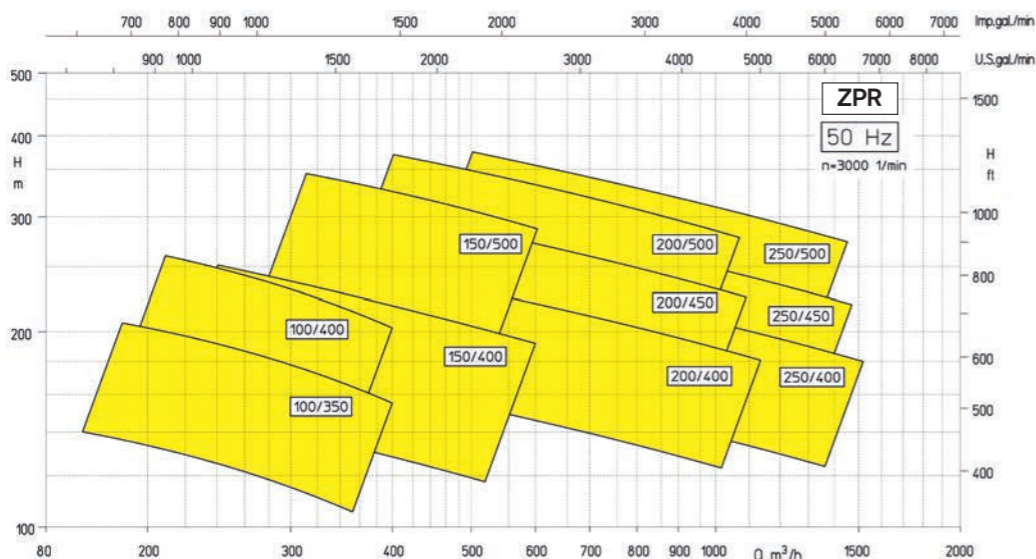 700 800 900 1000 1500 2000 3000 4000 5000 6000 7000 Imp.gal./min
900 1000 1500 2000 3000 4000 5000 6000 7000 8000 U.S.gal./min
500
400
H
m
300
200
100
ZPR
50 Hz
n=3000 1/min
1500
H
ft
1000
800
600
500
400
150/500
200/500
250/500
200/450
250/450
100/400
150/400
200/400
250/400
100/350
80 200 300 400 500 600 700 800 900 1000 Q m³/h 1500 2000